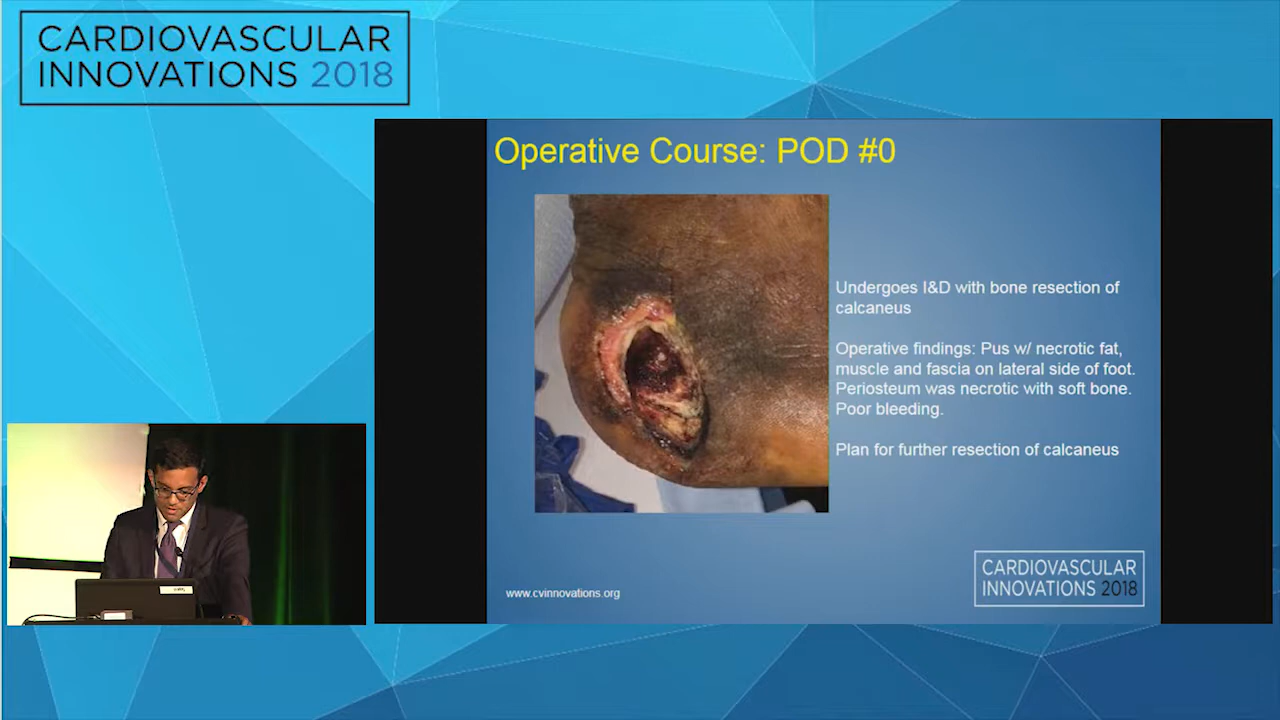 CARDIOVASCULAR
INNOVATIONS 2018
Operative Course: POD #0
Undergoes I&D with bone resection of
calcaneus
Operative findings: Pus w/ necrotic fat,
muscle and fascia on lateral side of foot.
Periosteum was necrotic with soft bone.
Poor bleeding.
Plan for further resection of calcaneus
www.cvinnovations.org
CARDIOVASCULAR
INNOVATIONS 2018